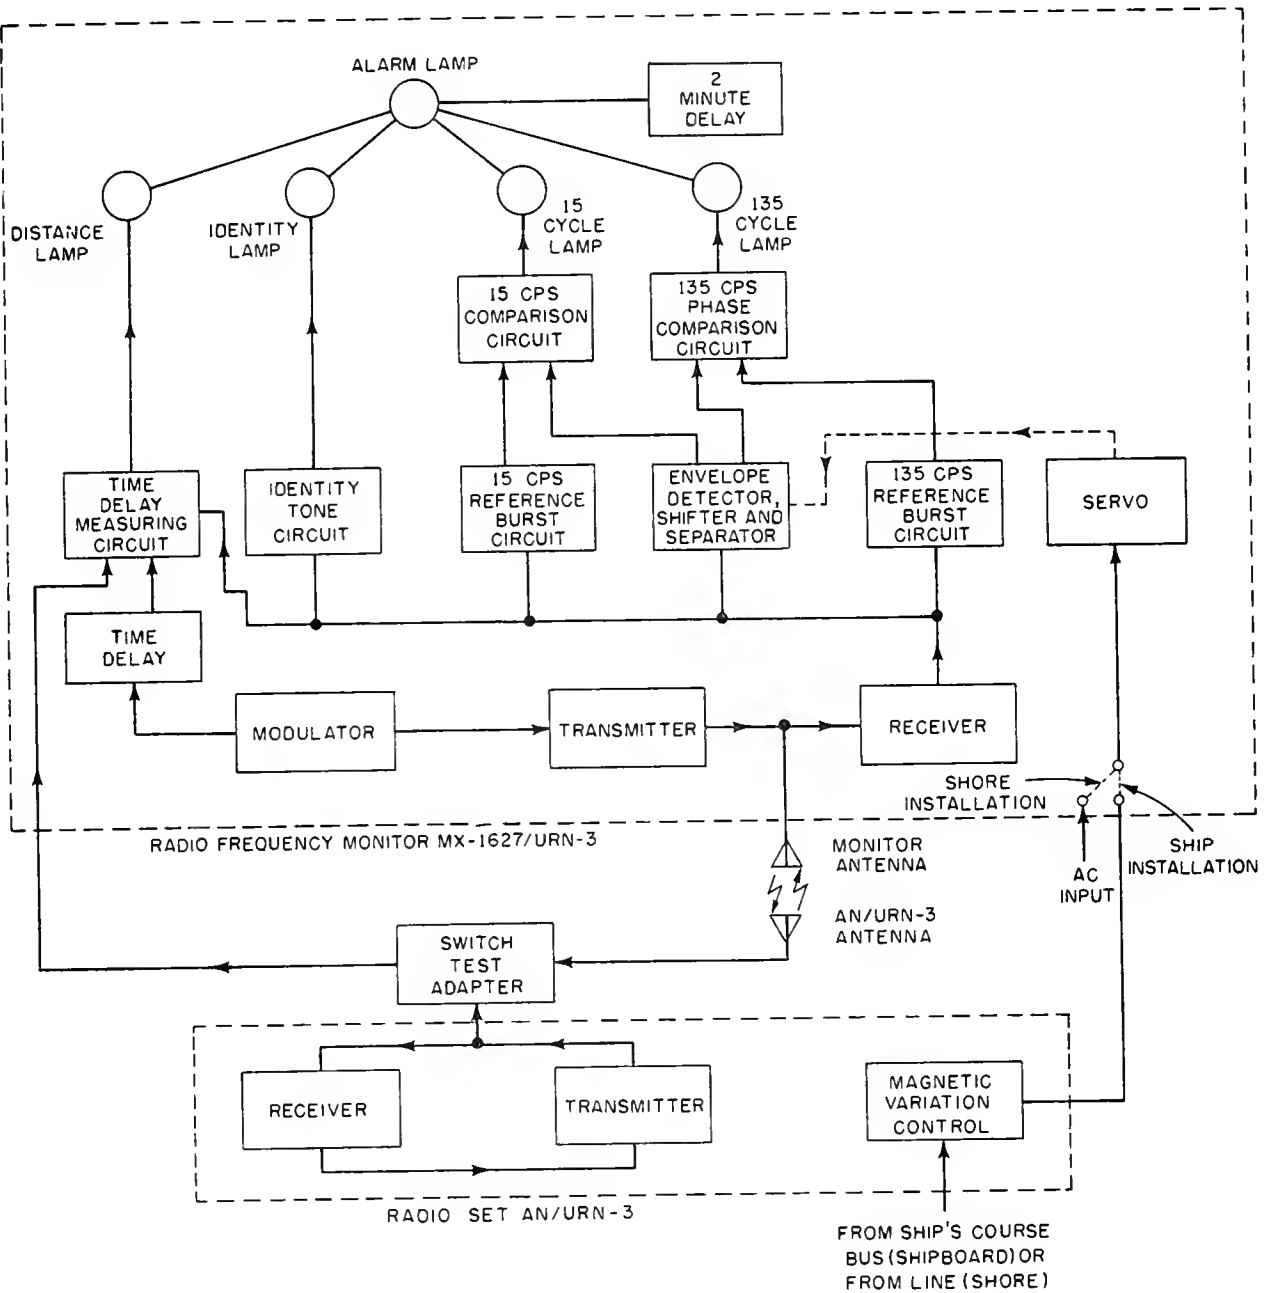 ALARM LAMP
2
MINUTE
DELAY
DISTANCE
LAMP
IDENTITY
LAMP
15
CYCLE
LAMP
135
CYCLE
LAMP
15 CPS
COMPARISON
CIRCUIT
135 CPS
PHASE
COMPARISON
CIRCUIT
TIME
DELAY
MEASURING
CIRCUIT
IDENTITY
TONE
CIRCUIT
15 CPS
REFERENCE
BURST
CIRCUIT
ENVELOPE
DETECTOR,
SHIFTER AND
SEPARATOR
135 CPS
REFERENCE
BURST
CIRCUIT
SERVO
TIME
DELAY
MODULATOR
TRANSMITTER
RECEIVER
SHORE
INSTALLATION
RADIO FREQUENCY MONITOR MX-1627/URN-3
MONITOR
ANTENNA
AC
INPUT
SHIP
INSTALLATION
AN/URN-3
ANTENNA
SWITCH
TEST
ADAPTER
RECEIVER
TRANSMITTER
MAGNETIC
VARIATION
CONTROL
RADIO SET AN/URN-3
FROM SHIP'S COURSE
BUS (SHIPBOARD) OR
FROM LINE (SHORE)